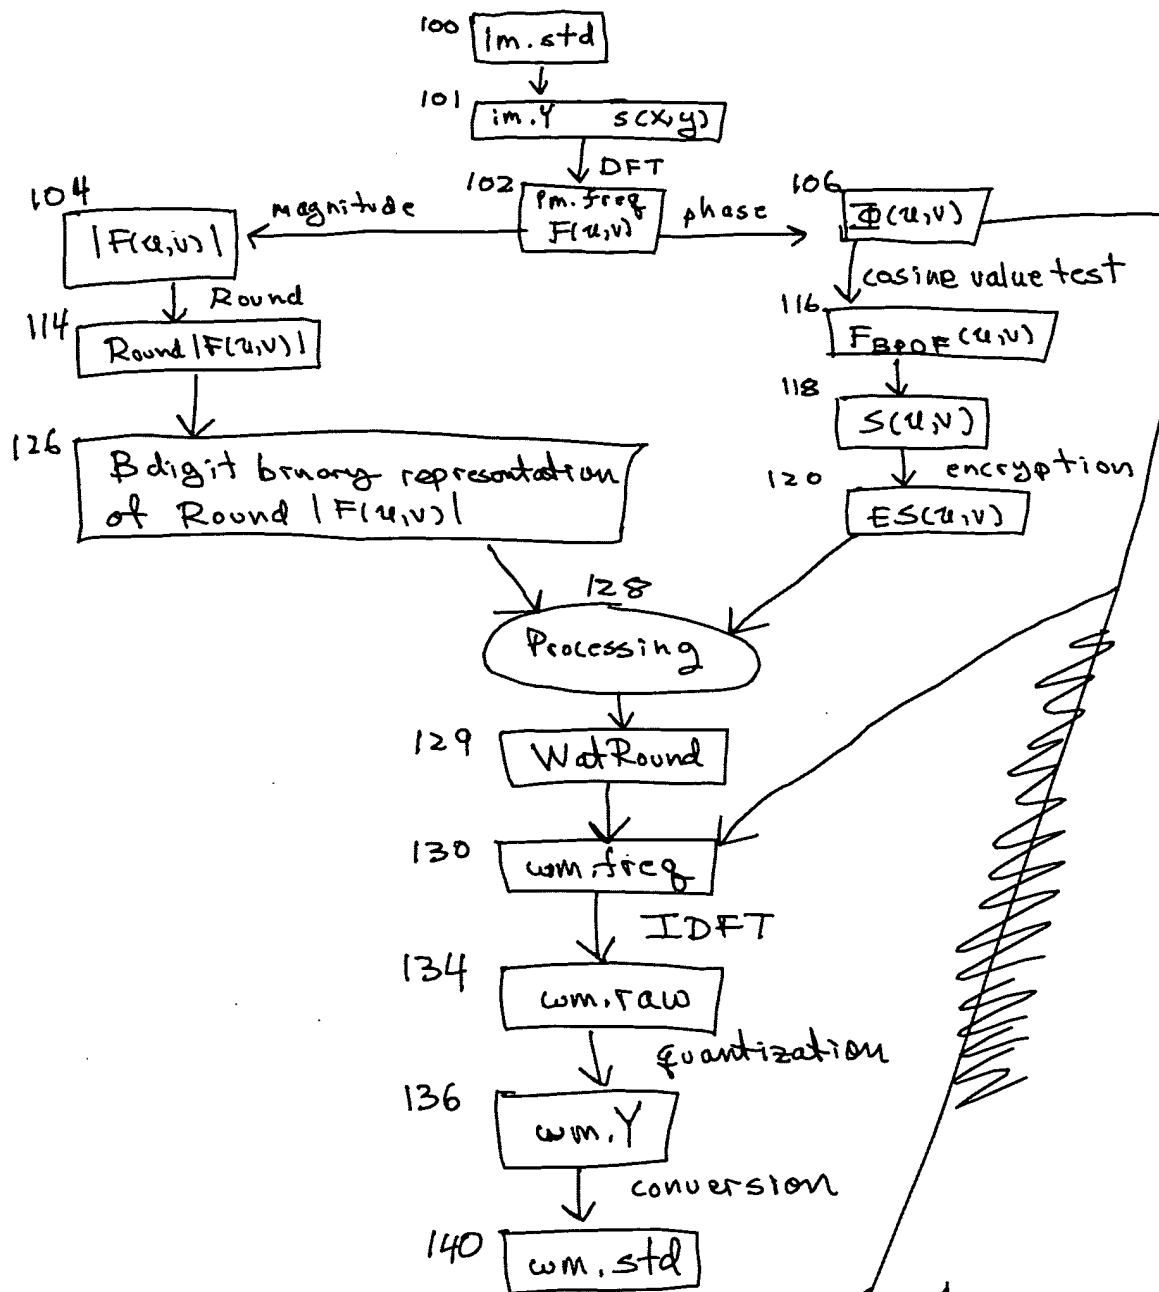 100 im.std
101 im.Y s(x,y)
DFT
102 im.freq
F(u,v)
magnitude
phase
104 |F(u,v)|
106 Φ(u,v)
Round
cosine value test
114 Round|F(u,v)|
116 F_BPOF(u,v)
118 S(u,v)
encryption
120 ES(u,v)
126 B digit binary representation
of Round |F(u,v)|
128
Processing
129 WatRound
130 wm.freq
IDFT
134 wm.raw
quantization
136 wm.Y
conversion
140 wm.std